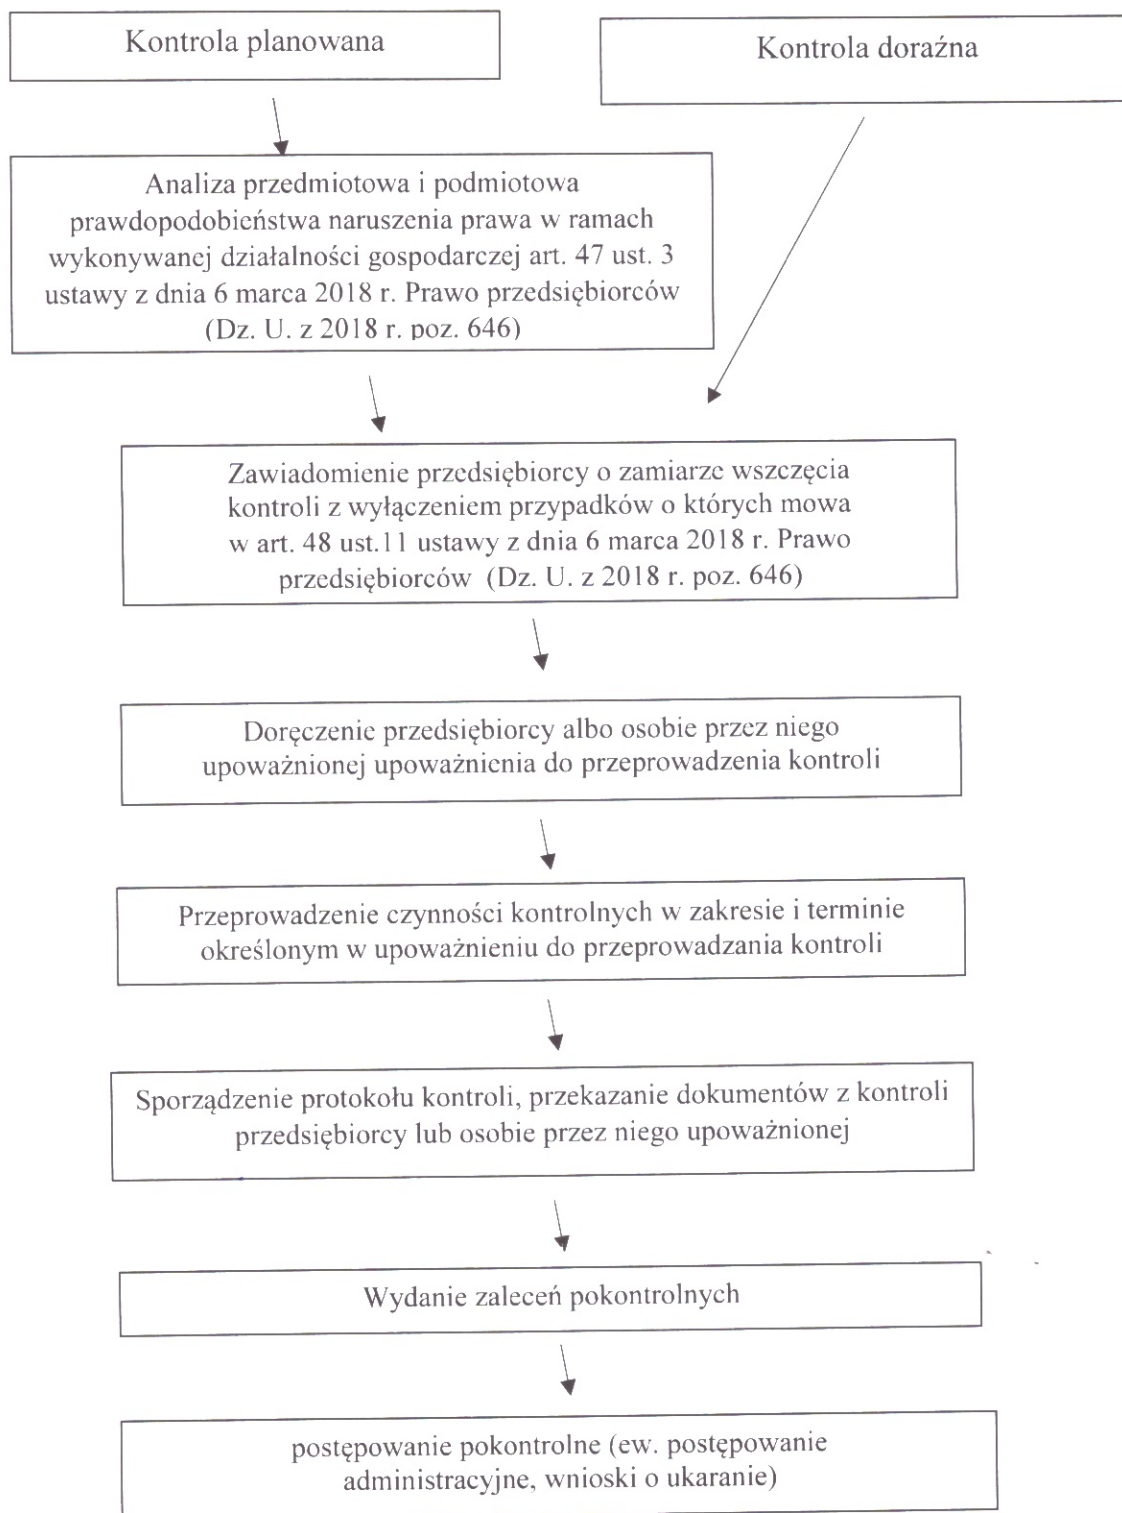 Kontrola planowana
Kontrola doraźna
Analiza przedmiotowa i podmiotowa
prawdopodobieństwa naruszenia prawa w ramach
wykonywanej działalności gospodarczej art. 47 ust. 3
ustawy z dnia 6 marca 2018 r. Prawo przedsiębiorców
(Dz. U. z 2018 r. poz. 646)
Zawiadomienie przedsiębiorcy o zamiarze wszczęcia
kontroli z wyłączeniem przypadków o których mowa
w art. 48 ust.11 ustawy z dnia 6 marca 2018 r. Prawo
przedsiębiorców (Dz. U. z 2018 r. poz. 646)
Doręczenie przedsiębiorcy albo osobie przez niego
upoważnionej upoważnienia do przeprowadzenia kontroli
Przeprowadzenie czynności kontrolnych w zakresie i terminie
określonym w upoważnieniu do przeprowadzania kontroli
Sporządzenie protokołu kontroli, przekazanie dokumentów z kontroli
przedsiębiorcy lub osobie przez niego upoważnionej
Wydanie zaleceń pokontrolnych
postępowanie pokontrolne (ew. postępowanie
administracyjne, wnioski o ukaranie)